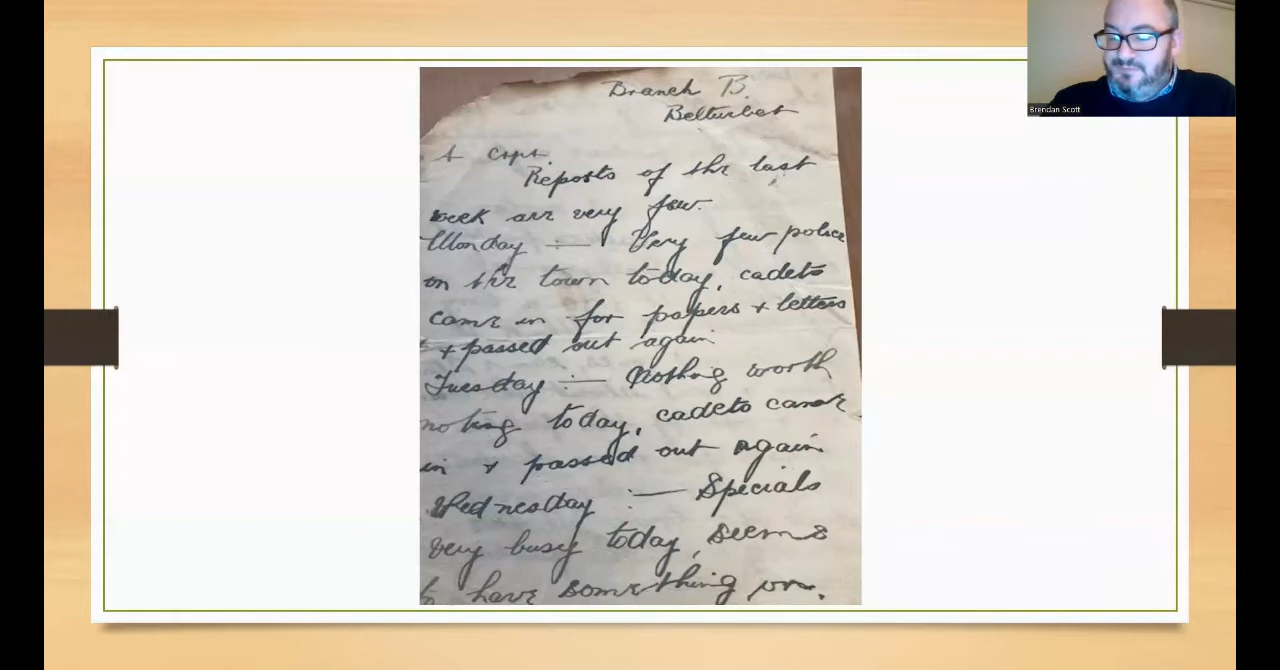 Branch B.
Belturbet
A Capt.
Reposts of the last
week are very few.
Monday :— Very few police
on the town today, cadets
came in for papers + letters
+ passed out again
Tuesday :— Nothing worth
noting today, cadets came
in + passed out again
Wednesday :— Specials
very busy today, seems
to have something on.
Brendan Scott